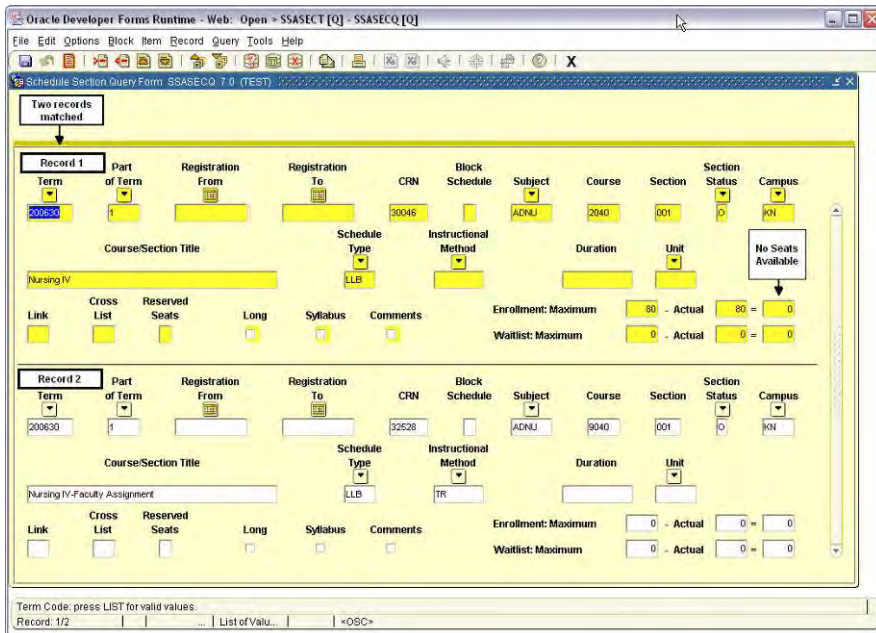 Oracle Developer Forms Runtime - Web: Open > SSASECT [Q] - SSASECQ [Q]
File Edit Options Block Item Record Query Tools Help
X
Schedule Section Query Form SSASECQ 7.0 (TEST)
Two records
matched
Record 1
Part Registration Registration Block Section
Term of Term From To CRN Schedule Subject Course Section Status Campus
200630 1 30046 ADNU 2040 001 O KN
Schedule Instructional
Course/Section Title Type Method Duration Unit
No Seats
Available
Nursing IV LLB
Cross Reserved
Link List Seats Long Syllabus Comments
Enrollment: Maximum 80 - Actual 80 = 0
Waitlist: Maximum 0 - Actual 0 = 0
Record 2
Part Registration Registration Block Section
Term of Term From To CRN Schedule Subject Course Section Status Campus
200630 1 32528 ADNU 9040 001 O KN
Schedule Instructional
Course/Section Title Type Method Duration Unit
Nursing IV-Faculty Assignment LLB TR
Cross Reserved
Link List Seats Long Syllabus Comments
Enrollment: Maximum 0 - Actual 0 = 0
Waitlist: Maximum 0 - Actual 0 = 0
Term Code: press LIST for valid values.
Record: 1/2 ... List of Valu... <OSC>